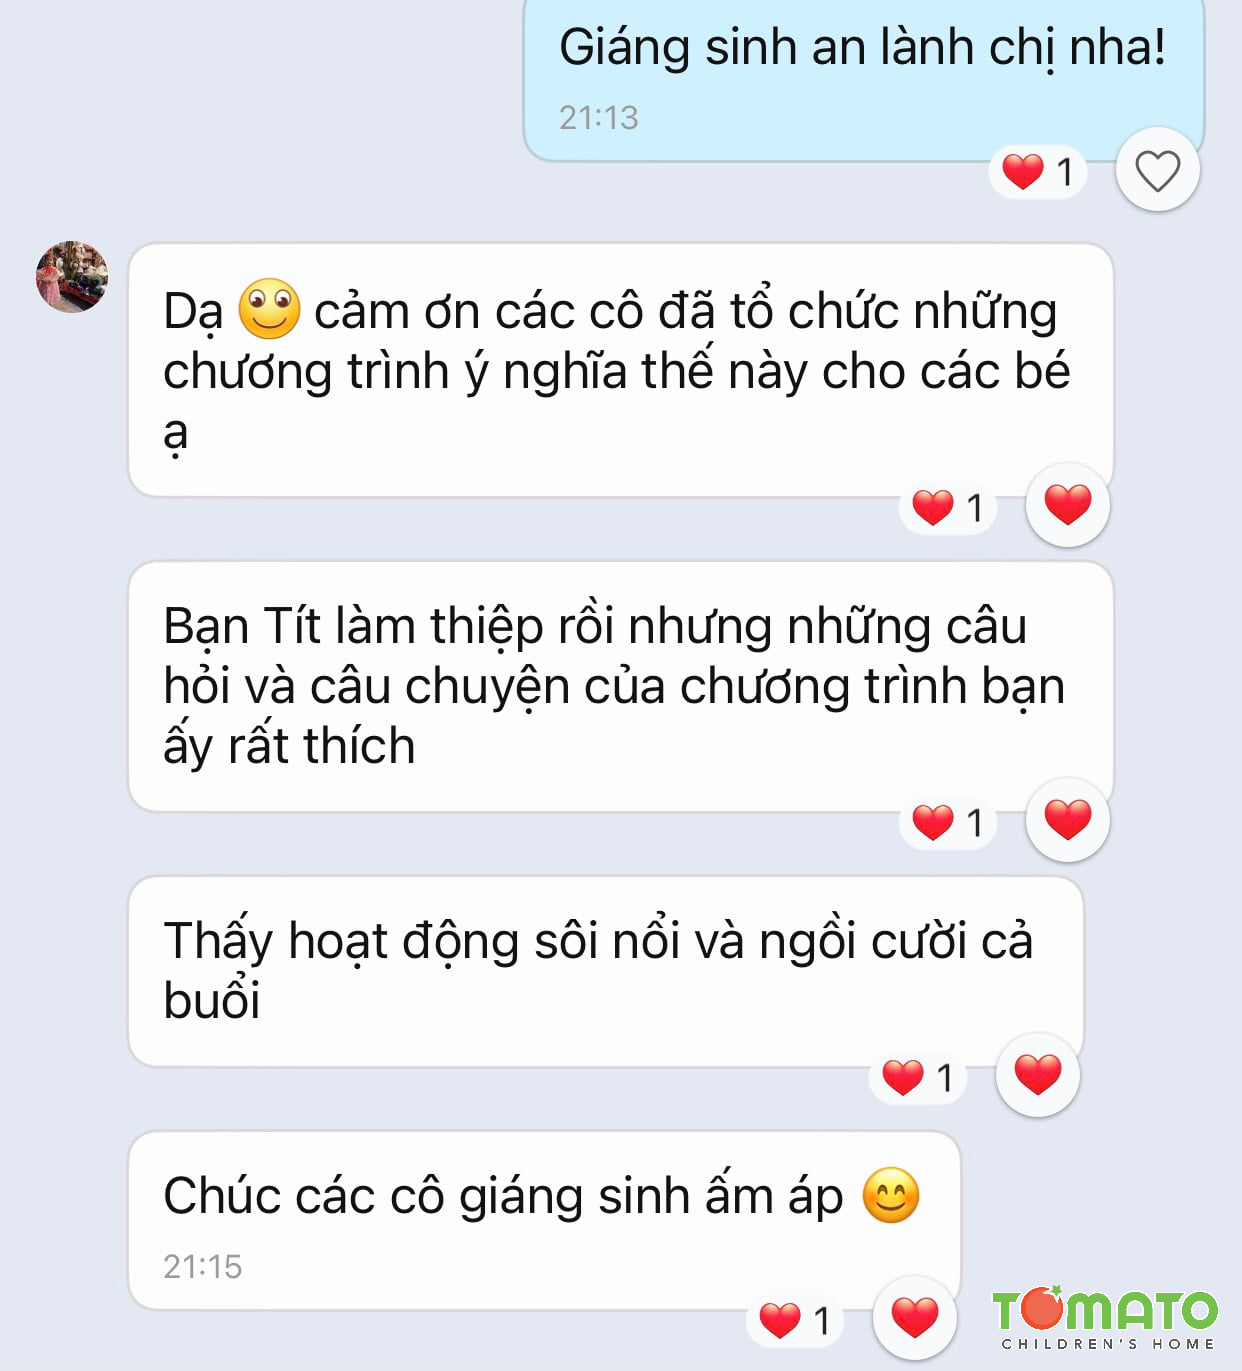 Giáng sinh an lành chị nha!
21:13
1
Dạ 🙂 cảm ơn các cô đã tổ chức những
chương trình ý nghĩa thế này cho các bé
ạ
1
Bạn Tít làm thiệp rồi nhưng những câu
hỏi và câu chuyện của chương trình bạn
ấy rất thích
1
Thấy hoạt động sôi nổi và ngồi cười cả
buổi
1
Chúc các cô giáng sinh ấm áp 😊
21:15
1
TOMATO
CHILDREN'S HOME